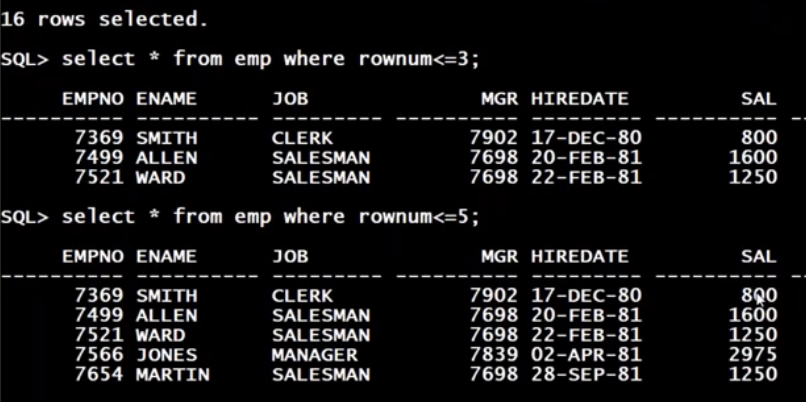 16 rows selected.
SQL> select * from emp where rownum<=3;
EMPNO ENAME JOB MGR HIREDATE SAL
---------- ---------- --------- ---------- --------- ---------- --
7369 SMITH CLERK 7902 17-DEC-80 800
7499 ALLEN SALESMAN 7698 20-FEB-81 1600
7521 WARD SALESMAN 7698 22-FEB-81 1250
SQL> select * from emp where rownum<=5;
EMPNO ENAME JOB MGR HIREDATE SAL
---------- ---------- --------- ---------- --------- ---------- --
7369 SMITH CLERK 7902 17-DEC-80 800
7499 ALLEN SALESMAN 7698 20-FEB-81 1600
7521 WARD SALESMAN 7698 22-FEB-81 1250
7566 JONES MANAGER 7839 02-APR-81 2975
7654 MARTIN SALESMAN 7698 28-SEP-81 1250